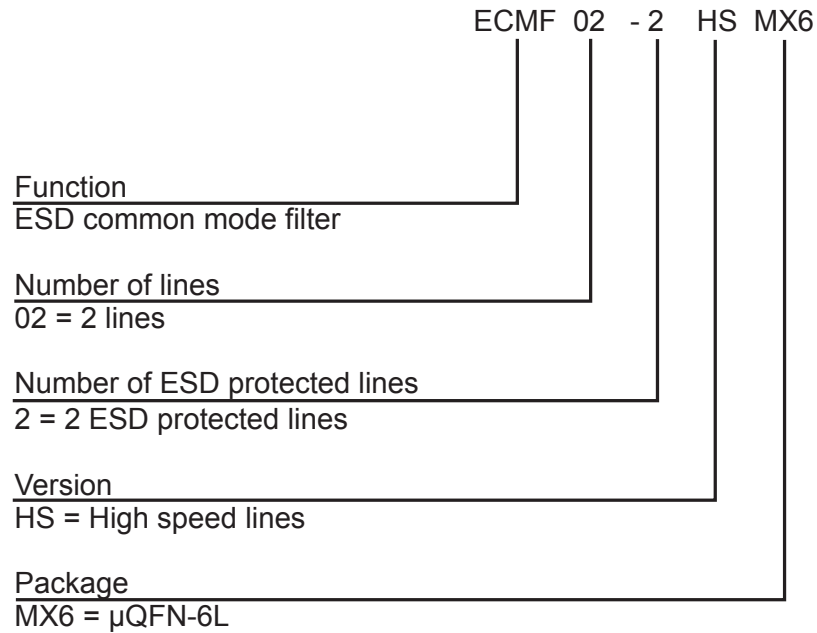 ECMF 02 - 2 HS MX6
Function
ESD common mode filter
Number of lines
02 = 2 lines
Number of ESD protected lines
2 = 2 ESD protected lines
Version
HS = High speed lines
Package
MX6 = µQFN-6L